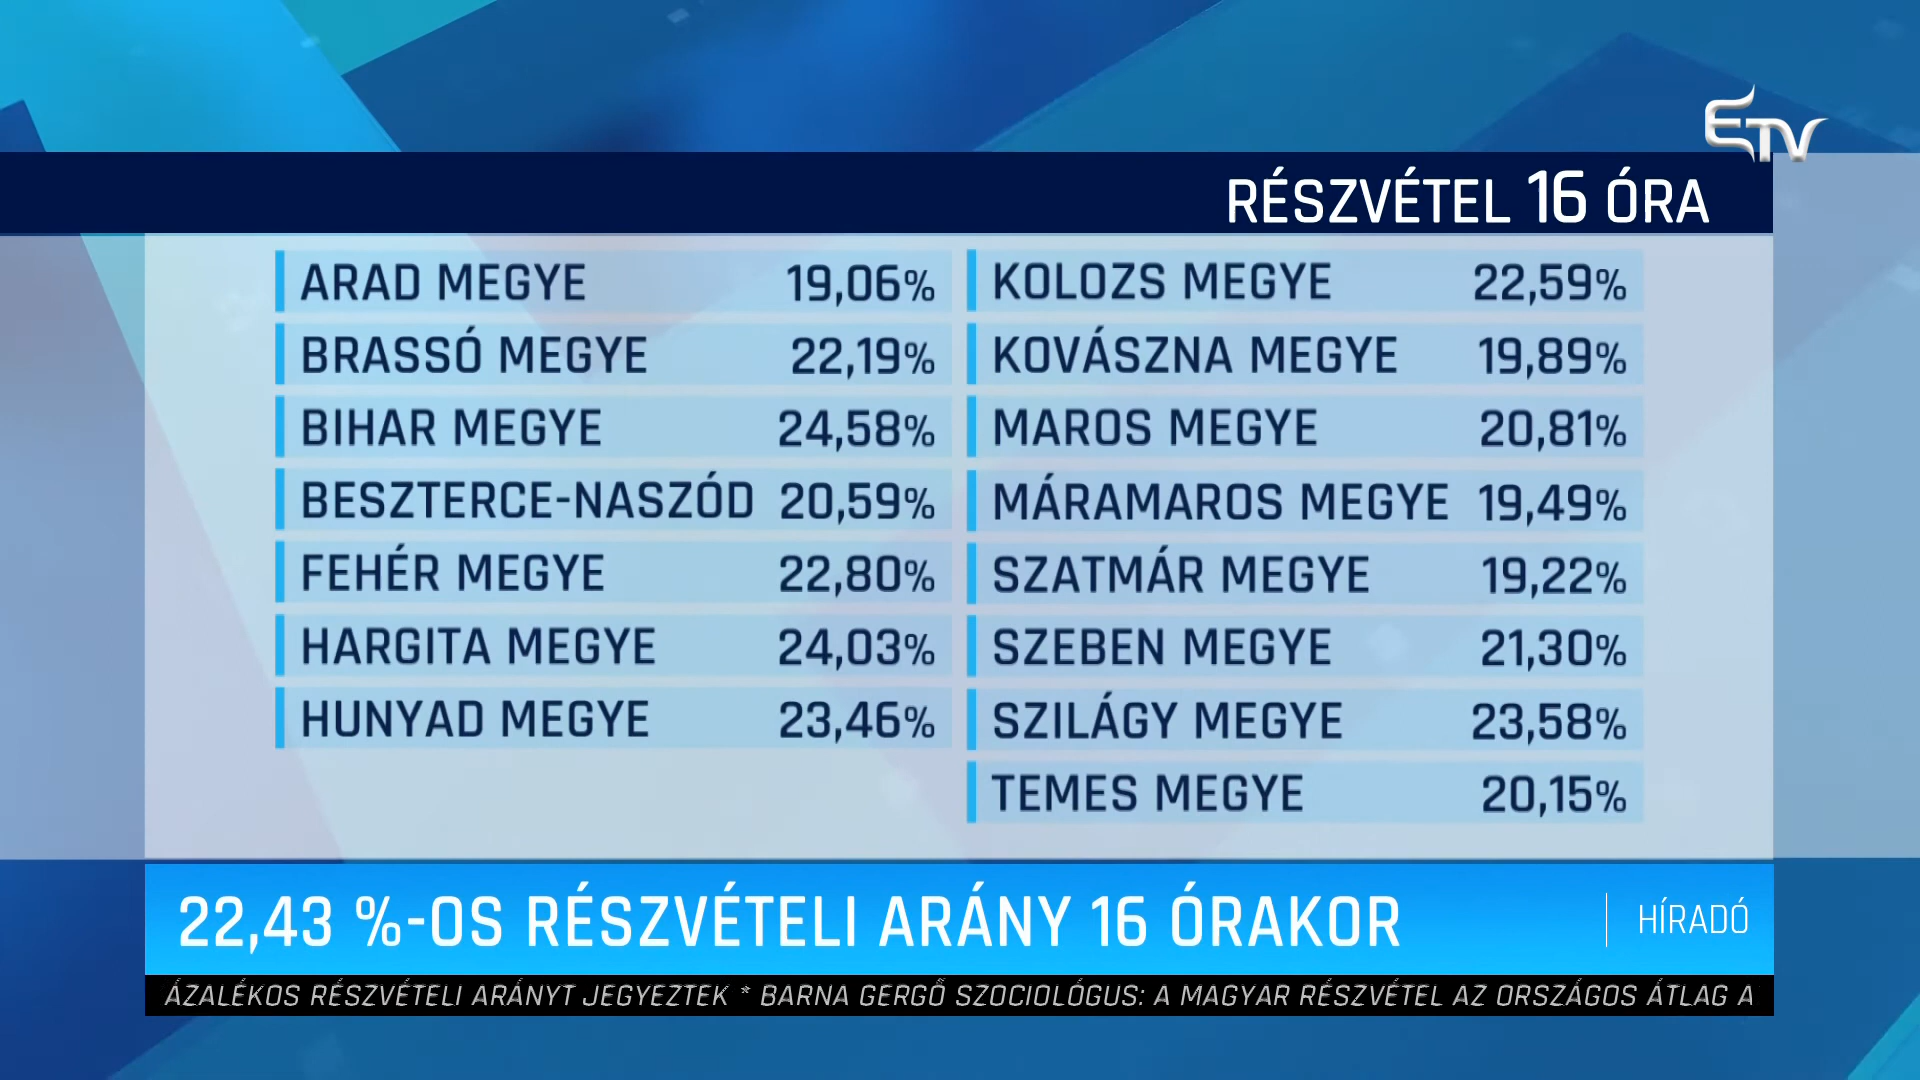 ETV
RÉSZVÉTEL 16 ÓRA
ARAD MEGYE 19,06%
BRASSÓ MEGYE 22,19%
BIHAR MEGYE 24,58%
BESZTERCE-NASZÓD 20,59%
FEHÉR MEGYE 22,80%
HARGITA MEGYE 24,03%
HUNYAD MEGYE 23,46%
KOLOZS MEGYE 22,59%
KOVÁSZNA MEGYE 19,89%
MAROS MEGYE 20,81%
MÁRAMAROS MEGYE 19,49%
SZATMÁR MEGYE 19,22%
SZEBEN MEGYE 21,30%
SZILÁGY MEGYE 23,58%
TEMES MEGYE 20,15%
22,43 %-OS RÉSZVÉTELI ARÁNY 16 ÓRAKOR
HÍRADÓ
ÁZALÉKOS RÉSZVÉTELI ARÁNYT JEGYEZTEK * BARNA GERGŐ SZOCIOLÓGUS: A MAGYAR RÉSZVÉTEL AZ ORSZÁGOS ÁTLAG A